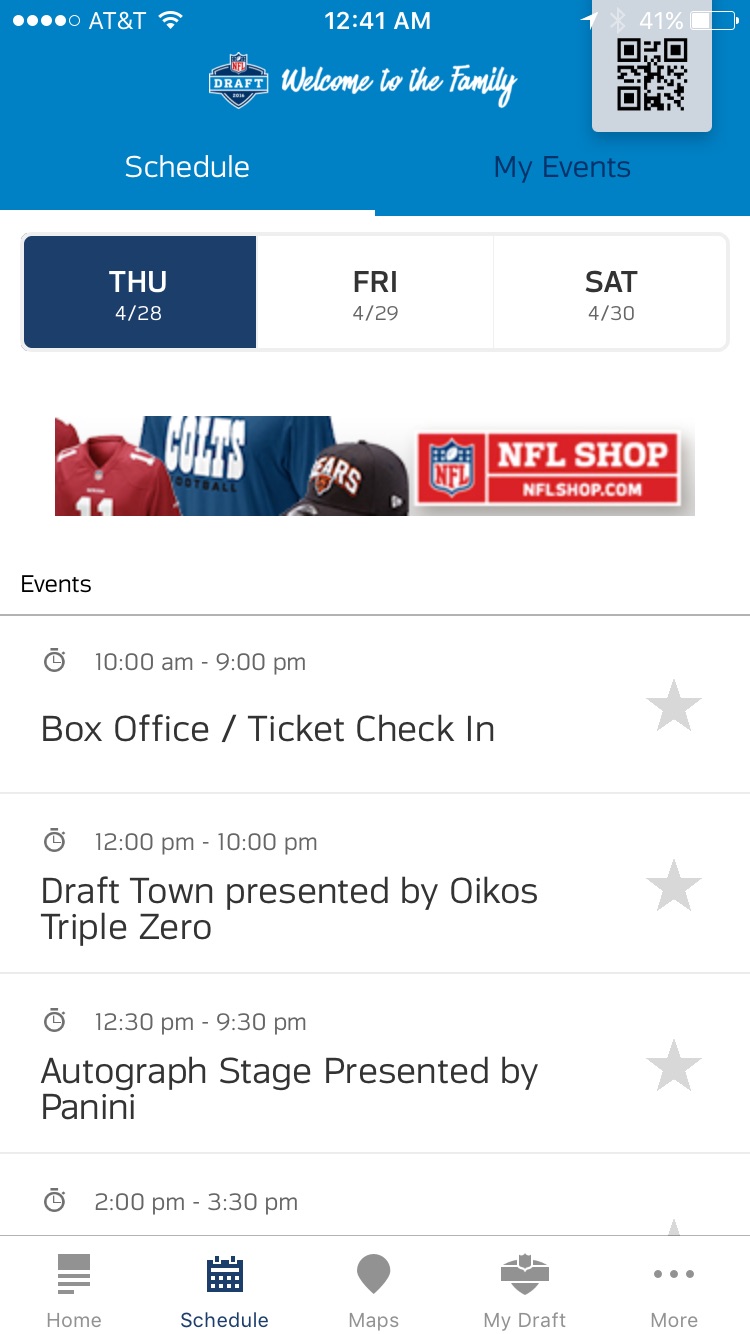 AT&T 12:41 AM 41%
NFL
DRAFT Welcome to the Family
2016
Schedule My Events
THU FRI SAT
4/28 4/29 4/30
COLTS
FOOTBALL
BEARS
11
NFL NFL SHOP
NFLSHOP.COM
Events
10:00 am - 9:00 pm
Box Office / Ticket Check In
12:00 pm - 10:00 pm
Draft Town presented by Oikos
Triple Zero
12:30 pm - 9:30 pm
Autograph Stage Presented by
Panini
2:00 pm - 3:30 pm
Home Schedule Maps My Draft More